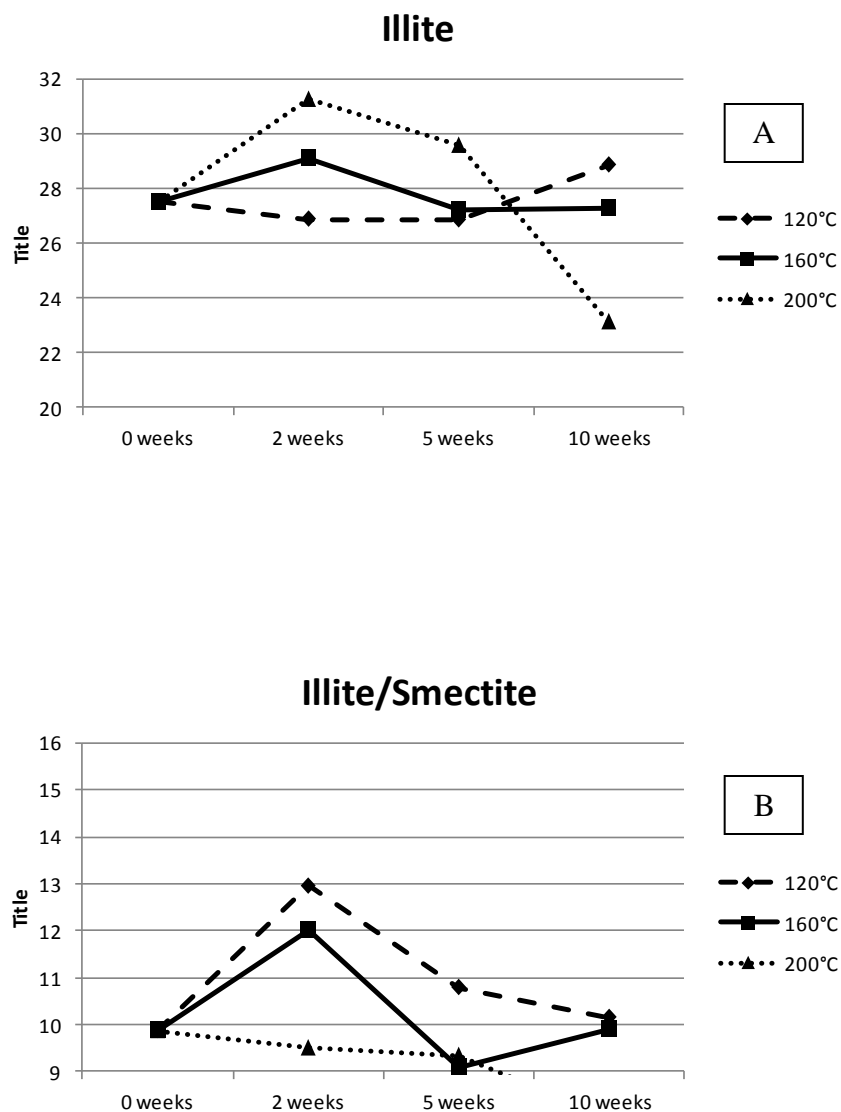 Illite
32
30
28
26
24
22
20
Title
0 weeks 2 weeks 5 weeks 10 weeks
A
120°C
160°C
200°C
Illite/Smectite
16
15
14
13
12
11
10
9
Title
0 weeks 2 weeks 5 weeks 10 weeks
B
120°C
160°C
200°C